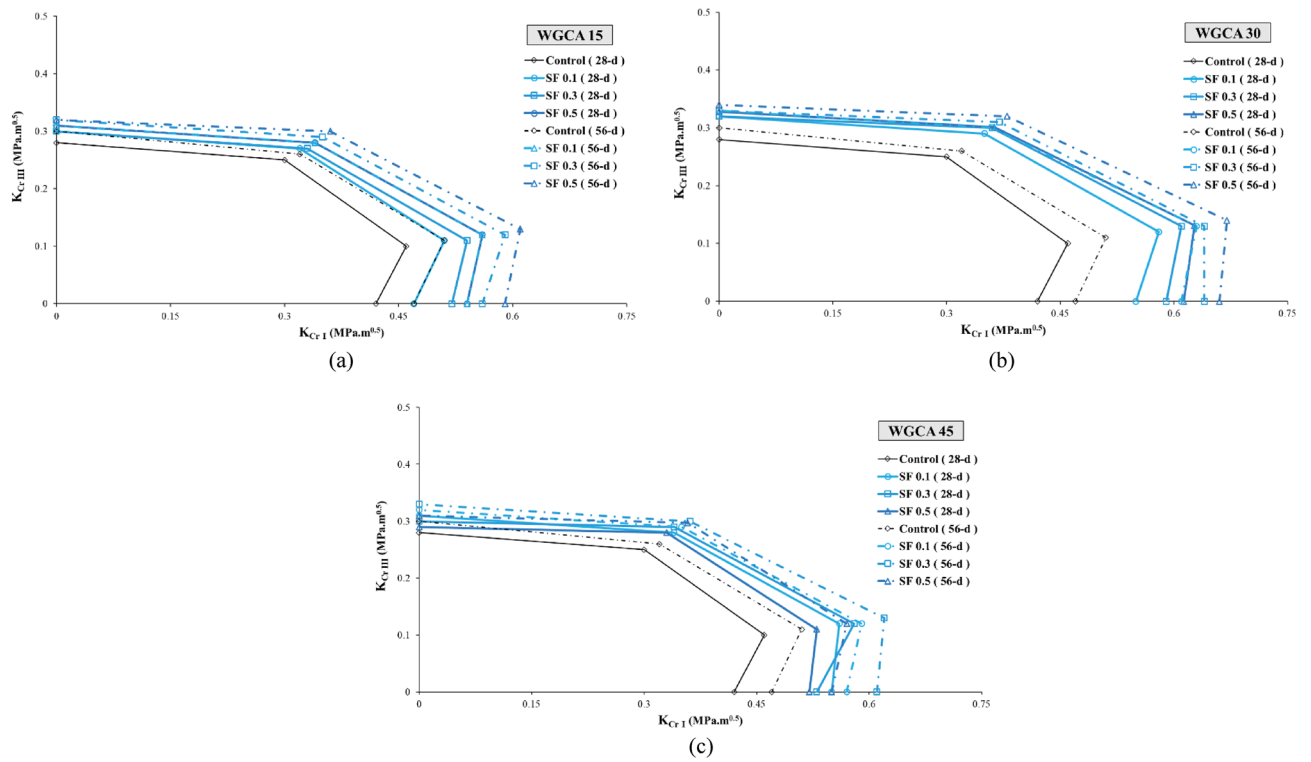 0.5
0.4
0.3
0.2
0.1
0
0
0.15
0.3
0.45
0.6
0.75
K Cr III (MPa.m^0.5)
K Cr I (MPa.m^0.5)
WGCA 15
Control ( 28-d )
SF 0.1 ( 28-d )
SF 0.3 ( 28-d )
SF 0.5 ( 28-d )
Control ( 56-d )
SF 0.1 ( 56-d )
SF 0.3 ( 56-d )
SF 0.5 ( 56-d )
(a)
0.5
0.4
0.3
0.2
0.1
0
0
0.15
0.3
0.45
0.6
0.75
K Cr III (MPa.m^0.5)
K Cr I (MPa.m^0.5)
WGCA 30
Control ( 28-d )
SF 0.1 ( 28-d )
SF 0.3 ( 28-d )
SF 0.5 ( 28-d )
Control ( 56-d )
SF 0.1 ( 56-d )
SF 0.3 ( 56-d )
SF 0.5 ( 56-d )
(b)
0.5
0.4
0.3
0.2
0.1
0
0
0.15
0.3
0.45
0.6
0.75
K Cr III (MPa.m^0.5)
K Cr I (MPa.m^0.5)
WGCA 45
Control ( 28-d )
SF 0.1 ( 28-d )
SF 0.3 ( 28-d )
SF 0.5 ( 28-d )
Control ( 56-d )
SF 0.1 ( 56-d )
SF 0.3 ( 56-d )
SF 0.5 ( 56-d )
(c)